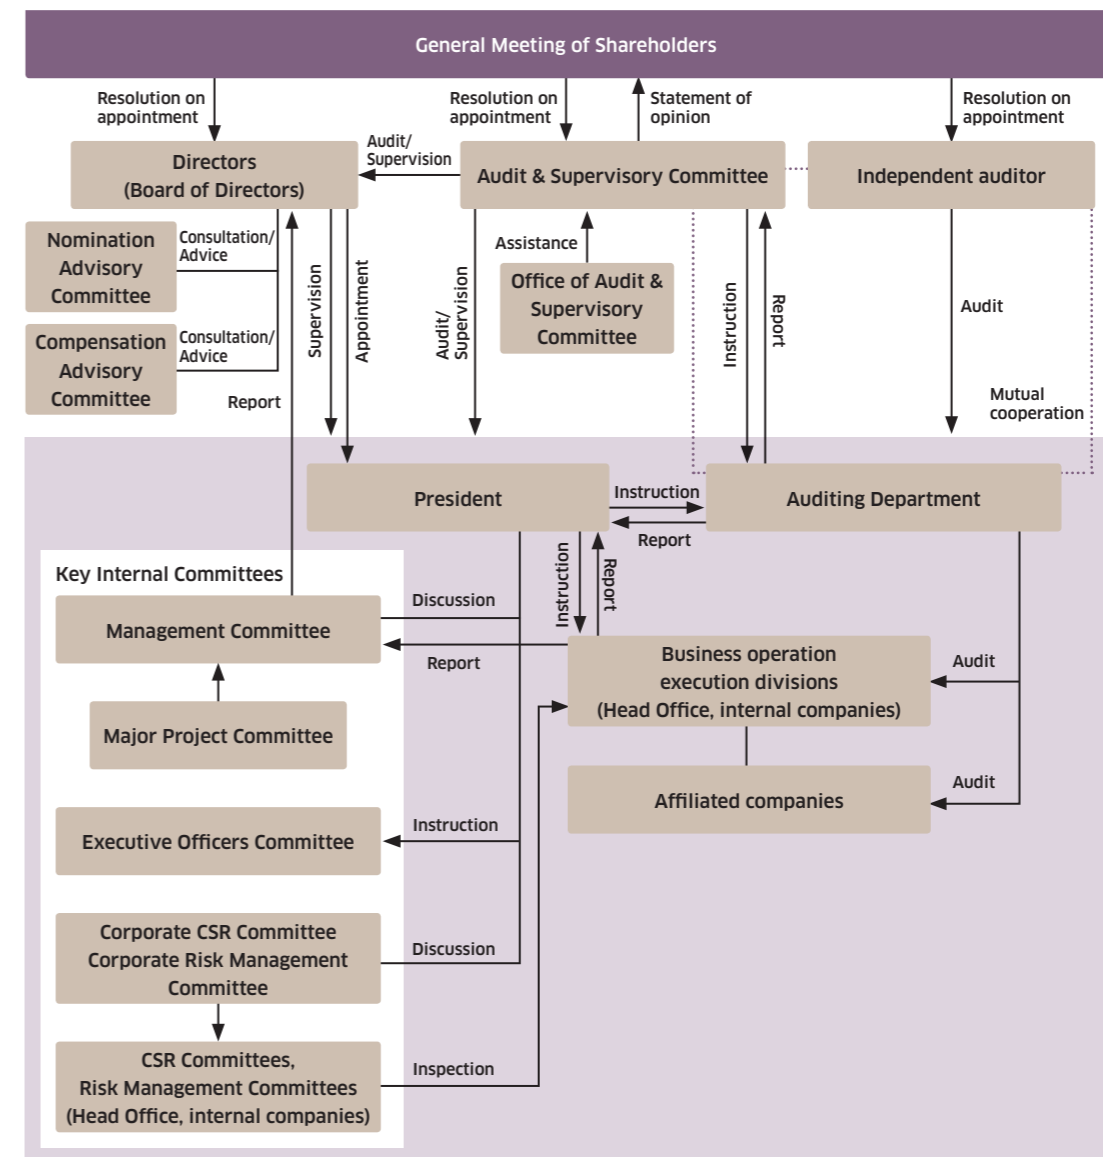 General Meeting of Shareholders
Resolution on
appointment
Resolution on
appointment
Statement of
opinion
Resolution on
appointment
Directors
(Board of Directors)
Audit/
Supervision
Audit & Supervisory Committee
Independent auditor
Nomination
Advisory
Committee
Consultation/
Advice
Compensation
Advisory
Committee
Consultation/
Advice
Report
Supervision
Appointment
Audit/
Supervision
Assistance
Office of Audit &
Supervisory
Committee
Instruction
Report
Audit
Mutual
cooperation
President
Instruction
Report
Auditing Department
Key Internal Committees
Management Committee
Discussion
Report
Instruction
Report
Major Project Committee
Business operation
execution divisions
(Head Office, internal companies)
Audit
Affiliated companies
Audit
Executive Officers Committee
Instruction
Corporate CSR Committee
Corporate Risk Management
Committee
Discussion
CSR Committees,
Risk Management Committees
(Head Office, internal companies)
Inspection